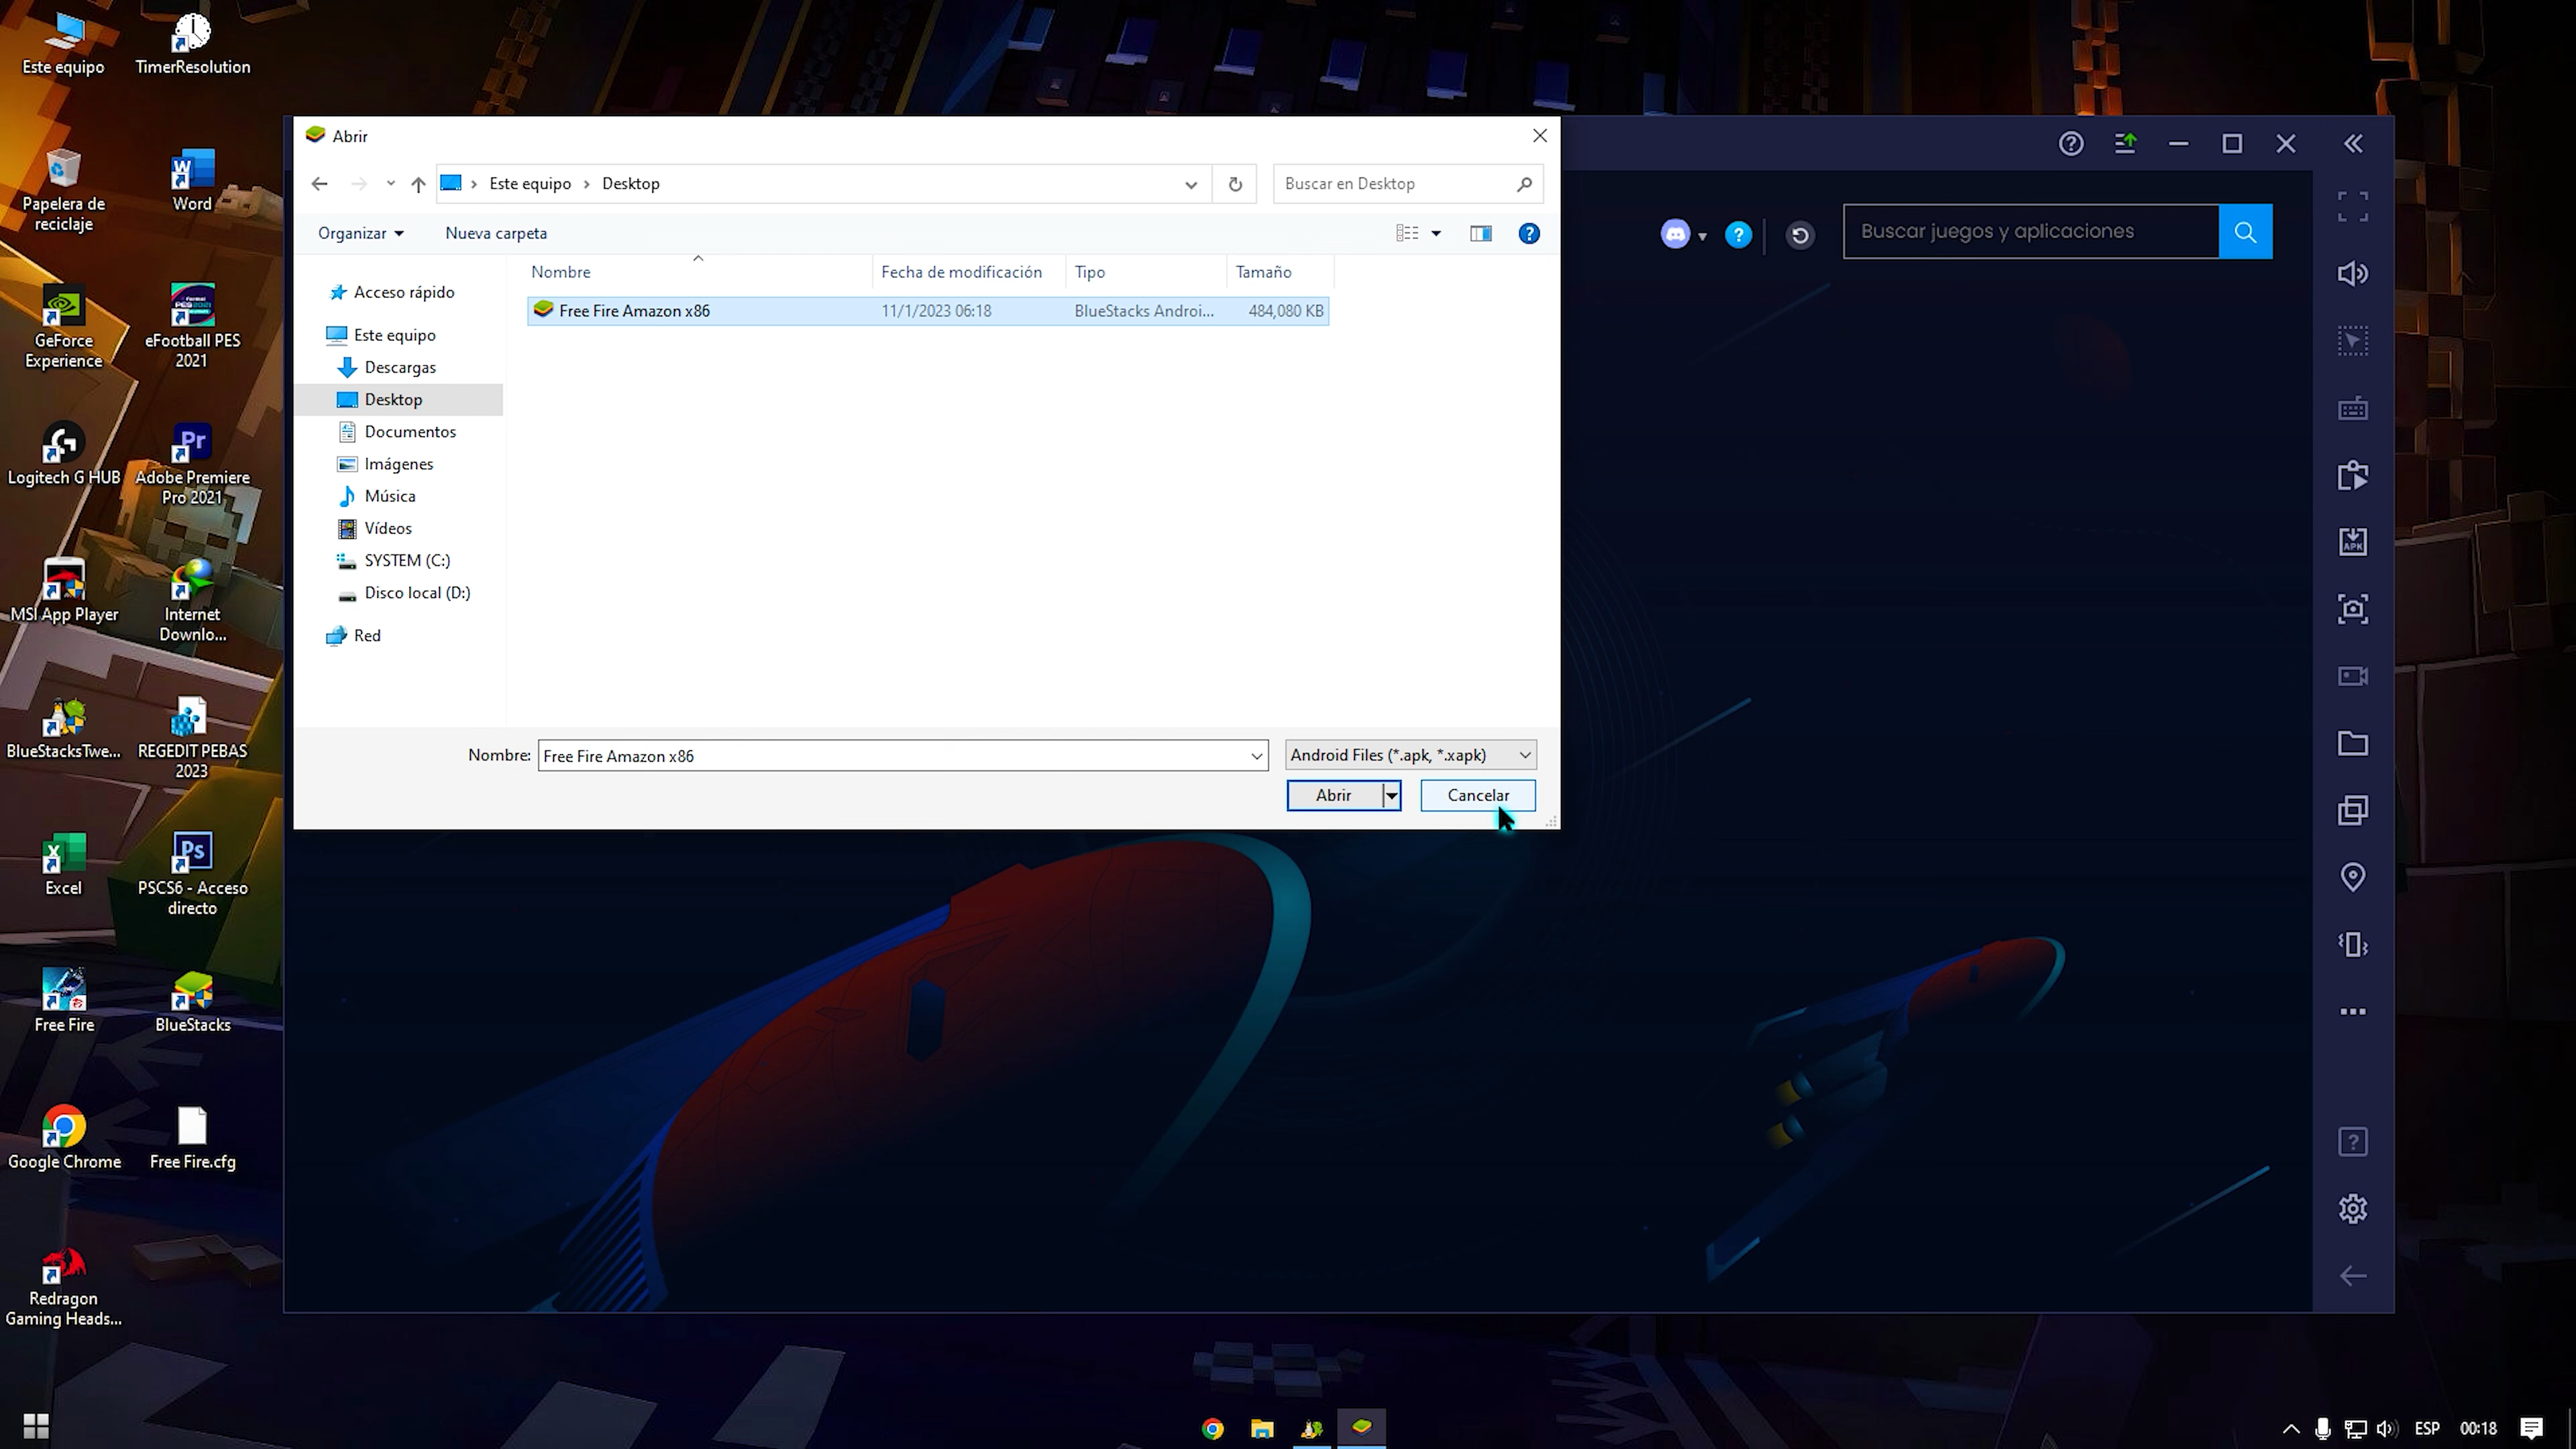 Este equipo
TimerResolution
Papelera de
reciclaje
Word
GeForce
Experience
eFootball PES
2021
Logitech G HUB
Adobe Premiere
Pro 2021
MSI App Player
Internet
Downlo...
BlueStacksTwe...
REGEDIT PEBAS
2023
Excel
PSCS6 - Acceso
directo
Free Fire
BlueStacks
Google Chrome
Free Fire.cfg
Redragon
Gaming Heads...
Abrir
Este equipo
Desktop
Buscar en Desktop
Organizar
Nueva carpeta
Nombre
Fecha de modificación
Tipo
Tamaño
Free Fire Amazon x86
11/1/2023 06:18
BlueStacks Androi...
484,080 KB
Acceso rápido
Este equipo
Descargas
Desktop
Documentos
Imágenes
Música
Vídeos
SYSTEM (C:)
Disco local (D:)
Red
Nombre:
Free Fire Amazon x86
Android Files (*.apk, *.xapk)
Abrir
Cancelar
Buscar juegos y aplicaciones
APK
ESP
00:18